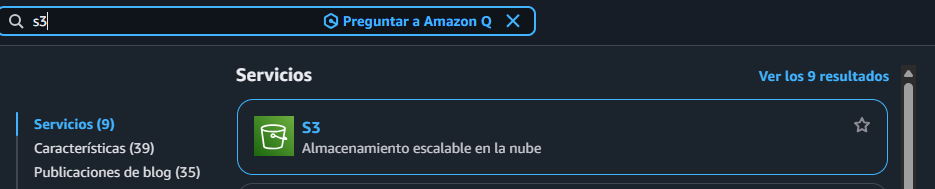 s3
Preguntar a Amazon Q
Servicios
Ver los 9 resultados
Servicios (9)
Características (39)
Publicaciones de blog (35)
S3
Almacenamiento escalable en la nube